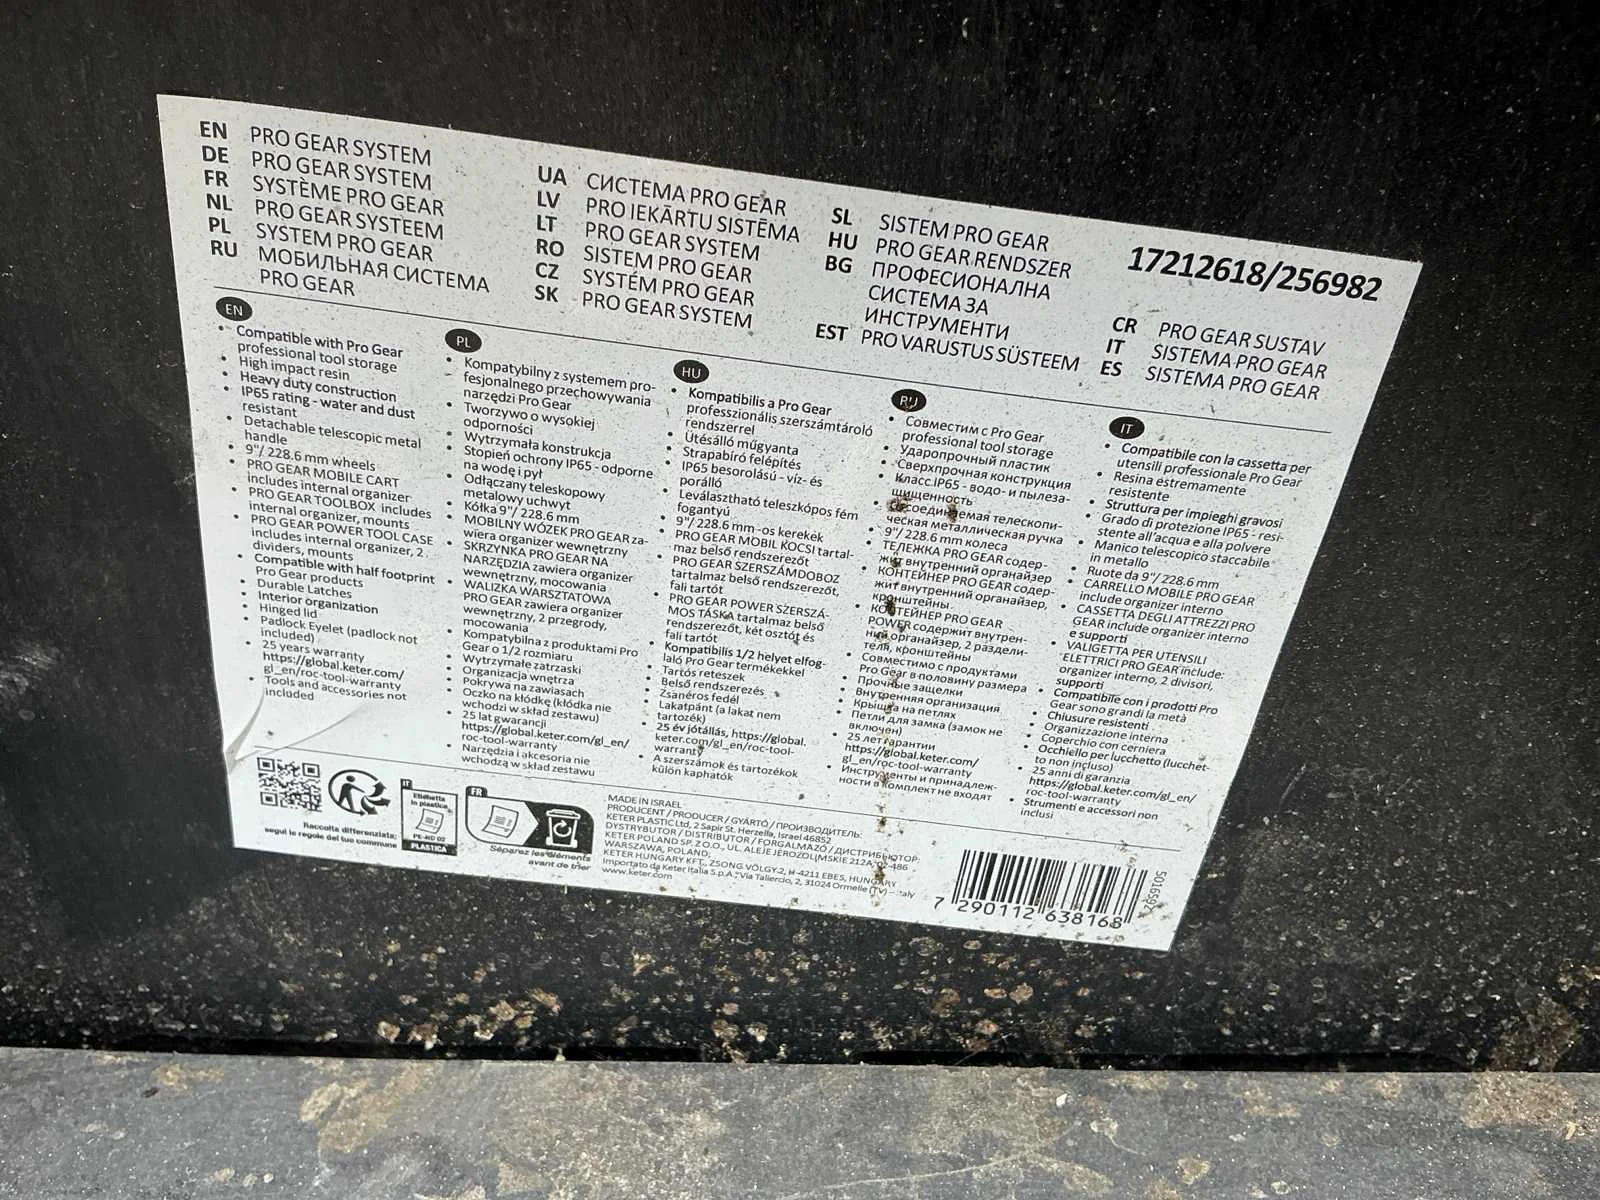 EN PRO GEAR SYSTEM
DE PRO GEAR SYSTEM
FR SYSTÈME PRO GEAR
NL PRO GEAR SYSTEEM
PL SYSTEM PRO GEAR
RU МОБИЛЬНАЯ СИСТЕМА
PRO GEAR
UA СИСТЕМА PRO GEAR
LV PRO IEKĀRTU SISTĒMA
LT PRO GEAR SYSTEM
RO SISTEM PRO GEAR
CZ SYSTÉM PRO GEAR
SK PRO GEAR SYSTEM
SL SISTEM PRO GEAR
HU PRO GEAR RENDSZER
BG ПРОФЕСИОНАЛНА
СИСТЕМА ЗА
ИНСТРУМЕНТИ
EST PRO VARUSTUS SÜSTEEM
17212618/256982
CR PRO GEAR SUSTAV
IT SISTEMA PRO GEAR
ES SISTEMA PRO GEAR
EN
• Compatible with Pro Gear
professional tool storage
• High impact resin
• Heavy duty construction
• IP65 rating - water and dust
resistant
• Detachable telescopic metal
handle
• 9"/ 228.6 mm wheels
• PRO GEAR MOBILE CART
includes internal organizer
• PRO GEAR TOOLBOX includes
internal organizer, mounts
• PRO GEAR POWER TOOL CASE
includes internal organizer, 2
dividers, mounts
• Compatible with half footprint
Pro Gear products
• Durable Latches
• Interior organization
• Hinged lid
• Padlock Eyelet (padlock not
included)
• 25 years warranty
https://global.keter.com/
gl_en/roc-tool-warranty
• Tools and accessories not
included
PL
• Kompatybilny z systemem pro-
fesjonalnego przechowywania
narzędzi Pro Gear
• Tworzywo o wysokiej
odporności
• Wytrzymała konstrukcja
• Stopień ochrony IP65 - odporne
na wodę i pył
• Odłączany teleskopowy
metalowy uchwyt
• Kółka 9"/ 228.6 mm
• MOBILNY WÓZEK PRO GEAR za-
wiera organizer wewnętrzny
• SKRZYNKA PRO GEAR NA
NARZĘDZIA zawiera organizer
wewnętrzny, mocowania
• WALIZKA WARSZTATOWA
PRO GEAR zawiera organizer
wewnętrzny, 2 przegrody,
mocowania
• Kompatybilna z produktami Pro
Gear o 1/2 rozmiaru
• Wytrzymałe zatrzaski
• Organizacja wnętrza
• Pokrywa na zawiasach
• Oczko na kłódkę (kłódka nie
wchodzi w skład zestawu)
• 25 lat gwarancji
https://global.keter.com/gl_en/
roc-tool-warranty
• Narzędzia i akcesoria nie
wchodzą w skład zestawu
HU
• Kompatibilis a Pro Gear
professzionális szerszámtároló
rendszerrel
• Ütésálló műgyanta
• Strapabíró felépítés
• IP65 besorolású - víz- és
porálló
• Leválasztható teleszkópos fém
fogantyú
• 9"/ 228.6 mm -os kerekék
• PRO GEAR MOBIL KOCSI tartal-
maz belső rendszerezőt
• PRO GEAR SZERSZÁMDOBOZ
tartalmaz belső rendszerezőt,
fali tartót
• PRO GEAR POWER SZERSZÁ-
MOS TÁSKA tartalmaz belső
rendszerezőt, két osztót és
fali tartót
• Kompatibilis 1/2 helyet elfog-
laló Pro Gear termékekkel
• Tartós reteszek
• Belső rendszerezés
• Zsanéros fedél
• Lakatpánt (a lakat nem
tartozék)
• 25 év jótállás, https://global.
keter.com/gl_en/roc-tool-
warranty
• A szerszámok és tartozékok
külön kaphatók
RU
• Совместим с Pro Gear
professional tool storage
• Ударопрочный пластик
• Сверхпрочная конструкция
• Класс IP65 - водо- и пылеза-
щищенность
телескопи-
ческая металлическая ручка
• 9"/ 228.6 mm колеса
• ТЕЛЕЖКА PRO GEAR содер-
жит внутренний органайзер
• КОНТЕЙНЕР PRO GEAR содер-
жит внутренний органайзер,
кронштейны
• КОНТЕЙНЕР PRO GEAR
POWER содержит внутрен-
ний органайзер, 2 раздели-
теля, кронштейны
• Совместимо с продуктами
Pro Gear в половину размера
• Прочные защелки
• Внутренняя организация
• Крышка на петлях
• Петли для замка (замок не
включен)
• 25 лет гарантии
https://global.keter.com/
gl_en/roc-tool-warranty
• Инструменты и принадлеж-
ности в комплект не входят
IT
• Compatibile con la cassetta per
utensili professionale Pro Gear
• Resina estremamente
resistente
• Struttura per impieghi gravosi
• Grado di protezione IP65 - resi-
stente all'acqua e alla polvere
• Manico telescopico staccabile
in metallo
• Ruote da 9"/ 228.6 mm
• CARRELLO MOBILE PRO GEAR
include organizer interno
• CASSETTA DEGLI ATTREZZI PRO
GEAR include organizer interno
e supporti
• VALIGETTA PER UTENSILI
ELETTRICI PRO GEAR include:
organizer interno, 2 divisori,
supporti
• Compatibile con i prodotti Pro
Gear sono grandi la metà
• Chiusure resistenti
• Organizzazione interna
• Coperchio con cerniera
• Occhiello per lucchetto (lucchet-
to non incluso)
• 25 anni di garanzia
https://global.keter.com/gl_en/
roc-tool-warranty
• Strumenti e accessori non
inclusi
Raccolta differenziata:
segui le regole del tuo comune
IT
Etichetta
in plastica
PLASTICA
FR
Séparez les éléments
avant de trier
MADE IN ISRAEL
PRODUCENT / PRODUCER / GYÁRTÓ / ПРОИЗВОДИТЕЛЬ:
KETER PLASTIC Ltd, 2 Sapir St. Herzelia, Israel 46852
DYSTRYBUTOR / DISTRIBUTOR / FORGALMAZÓ / ДИСТРИБЬЮТОР:
KETER POLAND SP. Z O.O., UL. ALEJE JEROZOLIMSKIE 212A, 02-486
WARSZAWA, POLAND;
KETER HUNGARY KFT., ZSONG VÖLGY.2, H-4211 EBES, HUNGARY
Importato da Keter Italia S.p.A., Via Taliercio, 2, 31024 Ormelle (TV) – Italy
www.keter.com
7 290112 638168